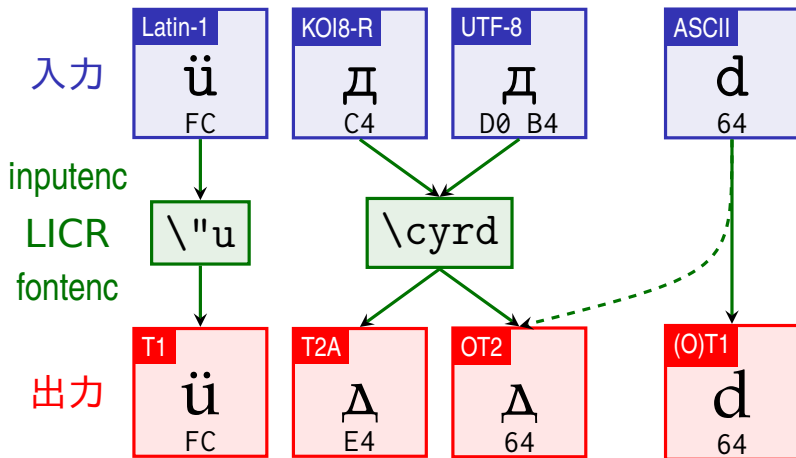 Latin-1 KOI8-R UTF-8 ASCII
入力 ü д д d
FC C4 D0 B4 64
inputenc
LICR \"u \cyrd
fontenc
T1 T2A OT2 (O)T1
出力 ü д д d
FC E4 64 64